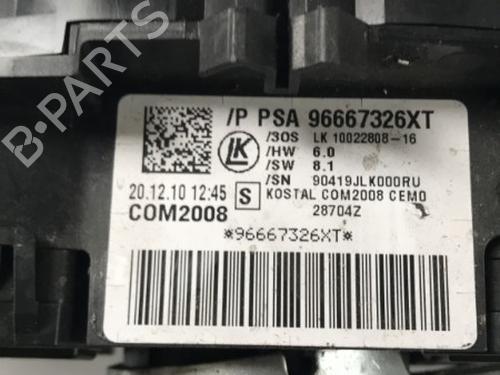 B-PARTS
/P PSA 96667326XT
/3OS LK 10022808-16
/HW 6.0
/SW 8.1
/SN 90419JLK000RU
LK
20.12.10 12:45 S KOSTAL COM2008 CEM0
COM2008 28704Z
*96667326XT*